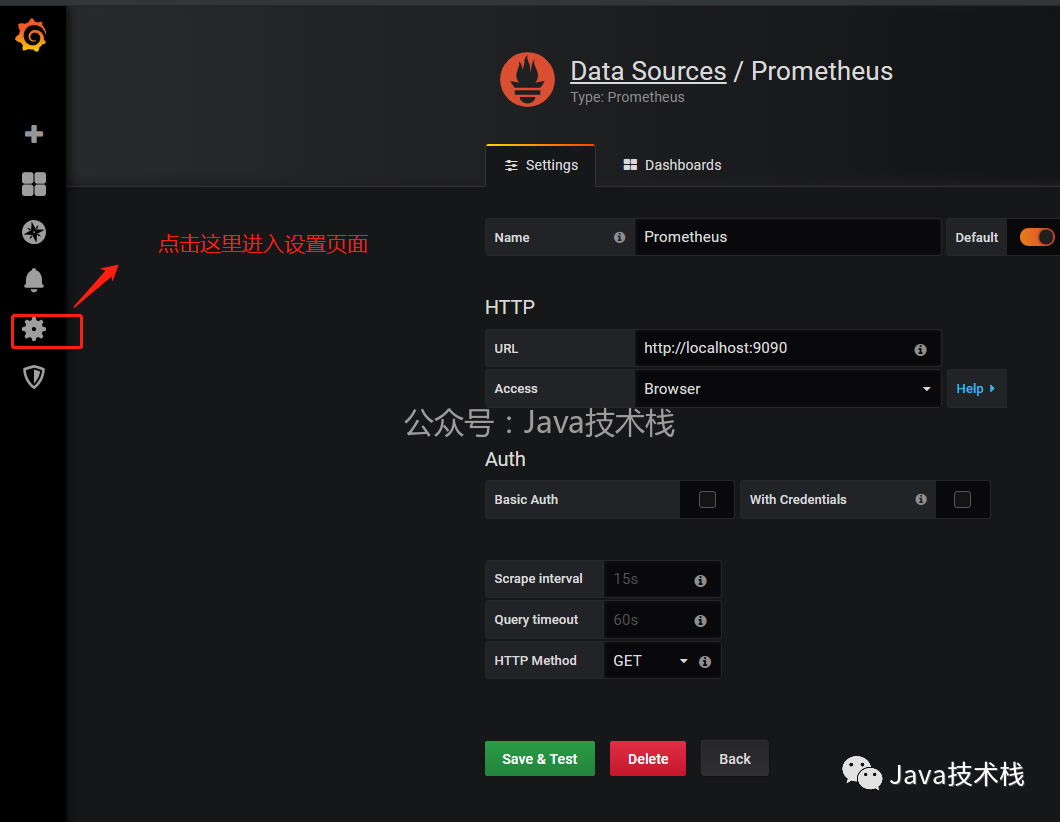 Data Sources / Prometheus
Type: Prometheus
Settings
Dashboards
点击这里进入设置页面
Name
Prometheus
Default
HTTP
URL
http://localhost:9090
Access
Browser
Help
公众号：Java技术栈
Auth
Basic Auth
With Credentials
Scrape interval
15s
Query timeout
60s
HTTP Method
GET
Save & Test
Delete
Back
Java技术栈